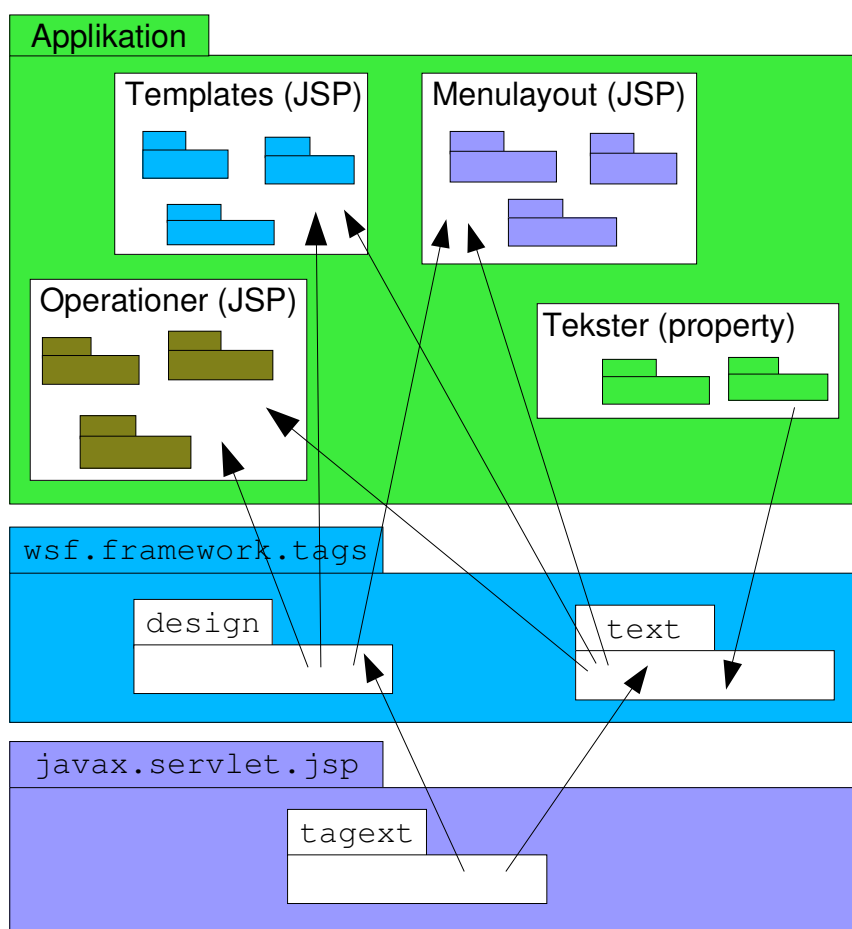 Applikation
Templates (JSP)
Menulayout (JSP)
Operationer (JSP)
Tekster (property)
wsf.framework.tags
design
text
javax.servlet.jsp
tagext